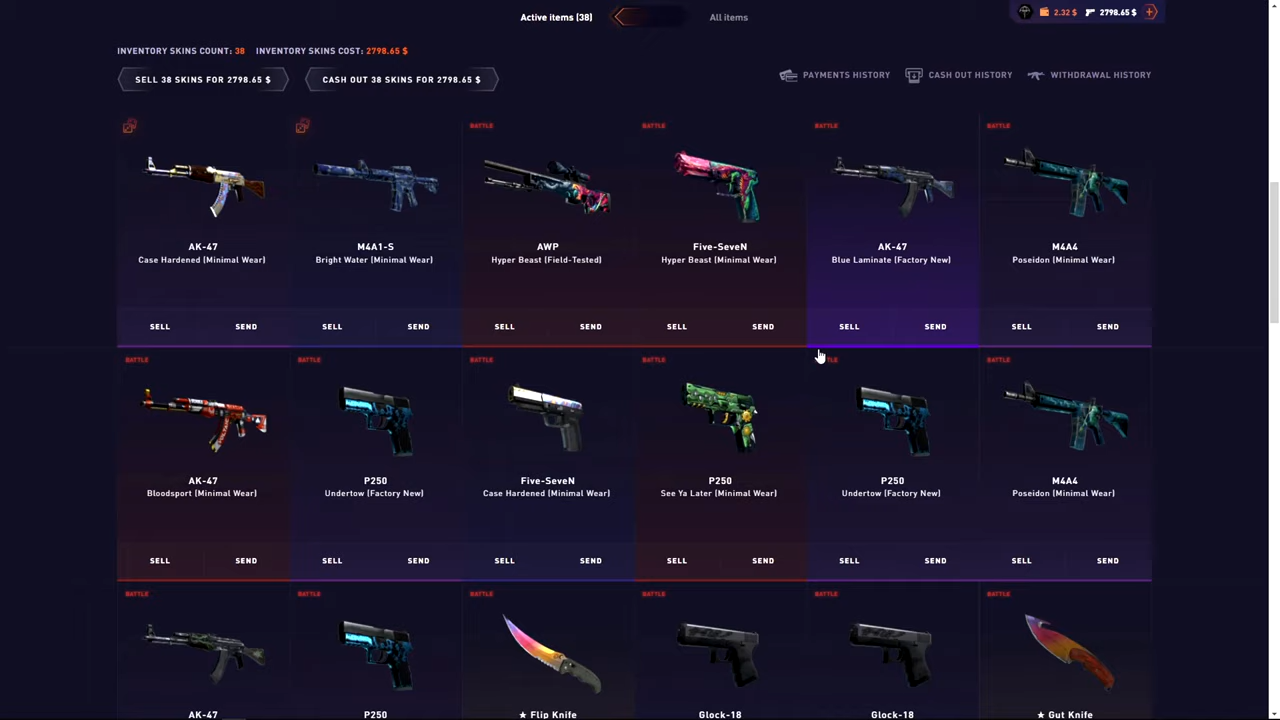 Active items (38) All items 2.32 $ 2798.65 $ +
INVENTORY SKINS COUNT: 38 INVENTORY SKINS COST: 2798.65 $
SELL 38 SKINS FOR 2798.65 $ CASH OUT 38 SKINS FOR 2798.65 $ PAYMENTS HISTORY CASH OUT HISTORY WITHDRAWAL HISTORY
BATTLE BATTLE BATTLE BATTLE
AK-47 M4A1-S AWP Five-SeveN AK-47 M4A4
Case Hardened (Minimal Wear) Bright Water (Minimal Wear) Hyper Beast (Field-Tested) Hyper Beast (Minimal Wear) Blue Laminate (Factory New) Poseidon (Minimal Wear)
SELL SEND SELL SEND SELL SEND SELL SEND SELL SEND SELL SEND
BATTLE BATTLE BATTLE BATTLE BATTLE
AK-47 P250 Five-SeveN P250 P250 M4A4
Bloodsport (Minimal Wear) Undertow (Factory New) Case Hardened (Minimal Wear) See Ya Later (Minimal Wear) Undertow (Factory New) Poseidon (Minimal Wear)
SELL SEND SELL SEND SELL SEND SELL SEND SELL SEND SELL SEND
BATTLE BATTLE BATTLE BATTLE BATTLE BATTLE
AK-47 P250 ★ Flip Knife Glock-18 Glock-18 ★ Gut Knife